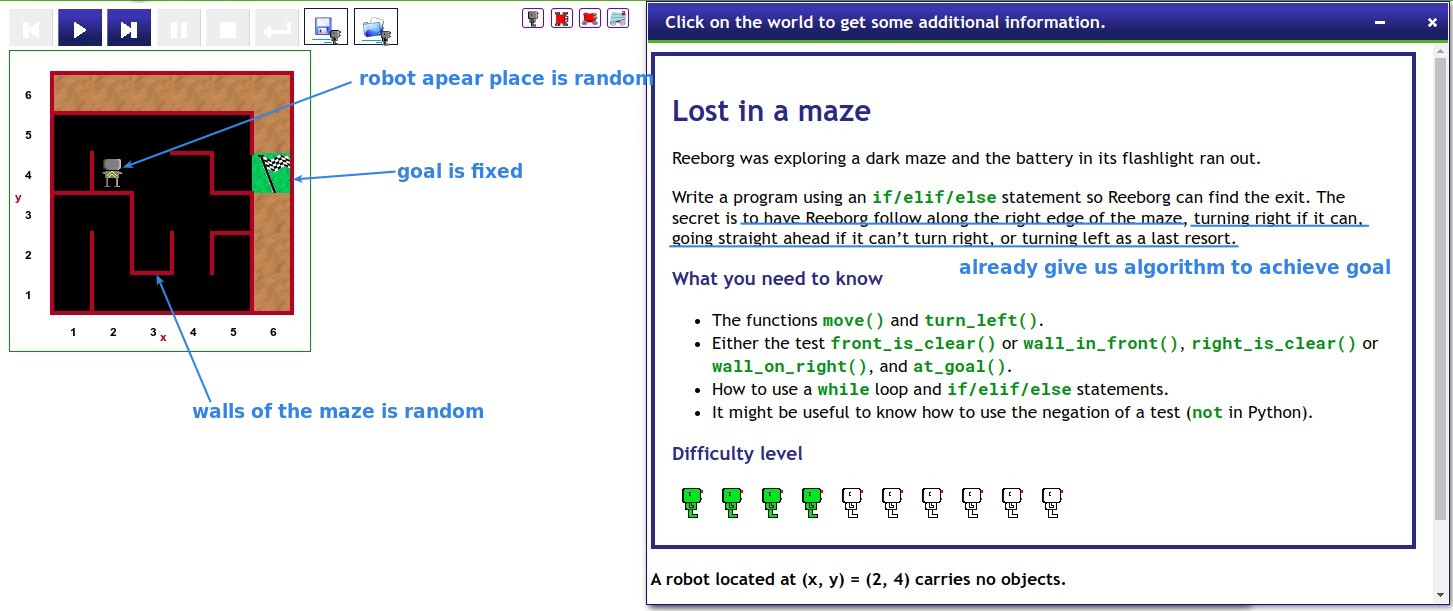 Click on the world to get some additional information.
robot apear place is random
goal is fixed
walls of the maze is random
6
5
4
3
2
1
y
1 2 3 4 5 6
x
Lost in a maze
Reeborg was exploring a dark maze and the battery in its flashlight ran out.
Write a program using an if/elif/else statement so Reeborg can find the exit. The
secret is to have Reeborg follow along the right edge of the maze, turning right if it can,
going straight ahead if it can’t turn right, or turning left as a last resort.
already give us algorithm to achieve goal
What you need to know
• The functions move() and turn_left().
• Either the test front_is_clear() or wall_in_front(), right_is_clear() or
wall_on_right(), and at_goal().
• How to use a while loop and if/elif/else statements.
• It might be useful to know how to use the negation of a test (not in Python).
Difficulty level
A robot located at (x, y) = (2, 4) carries no objects.